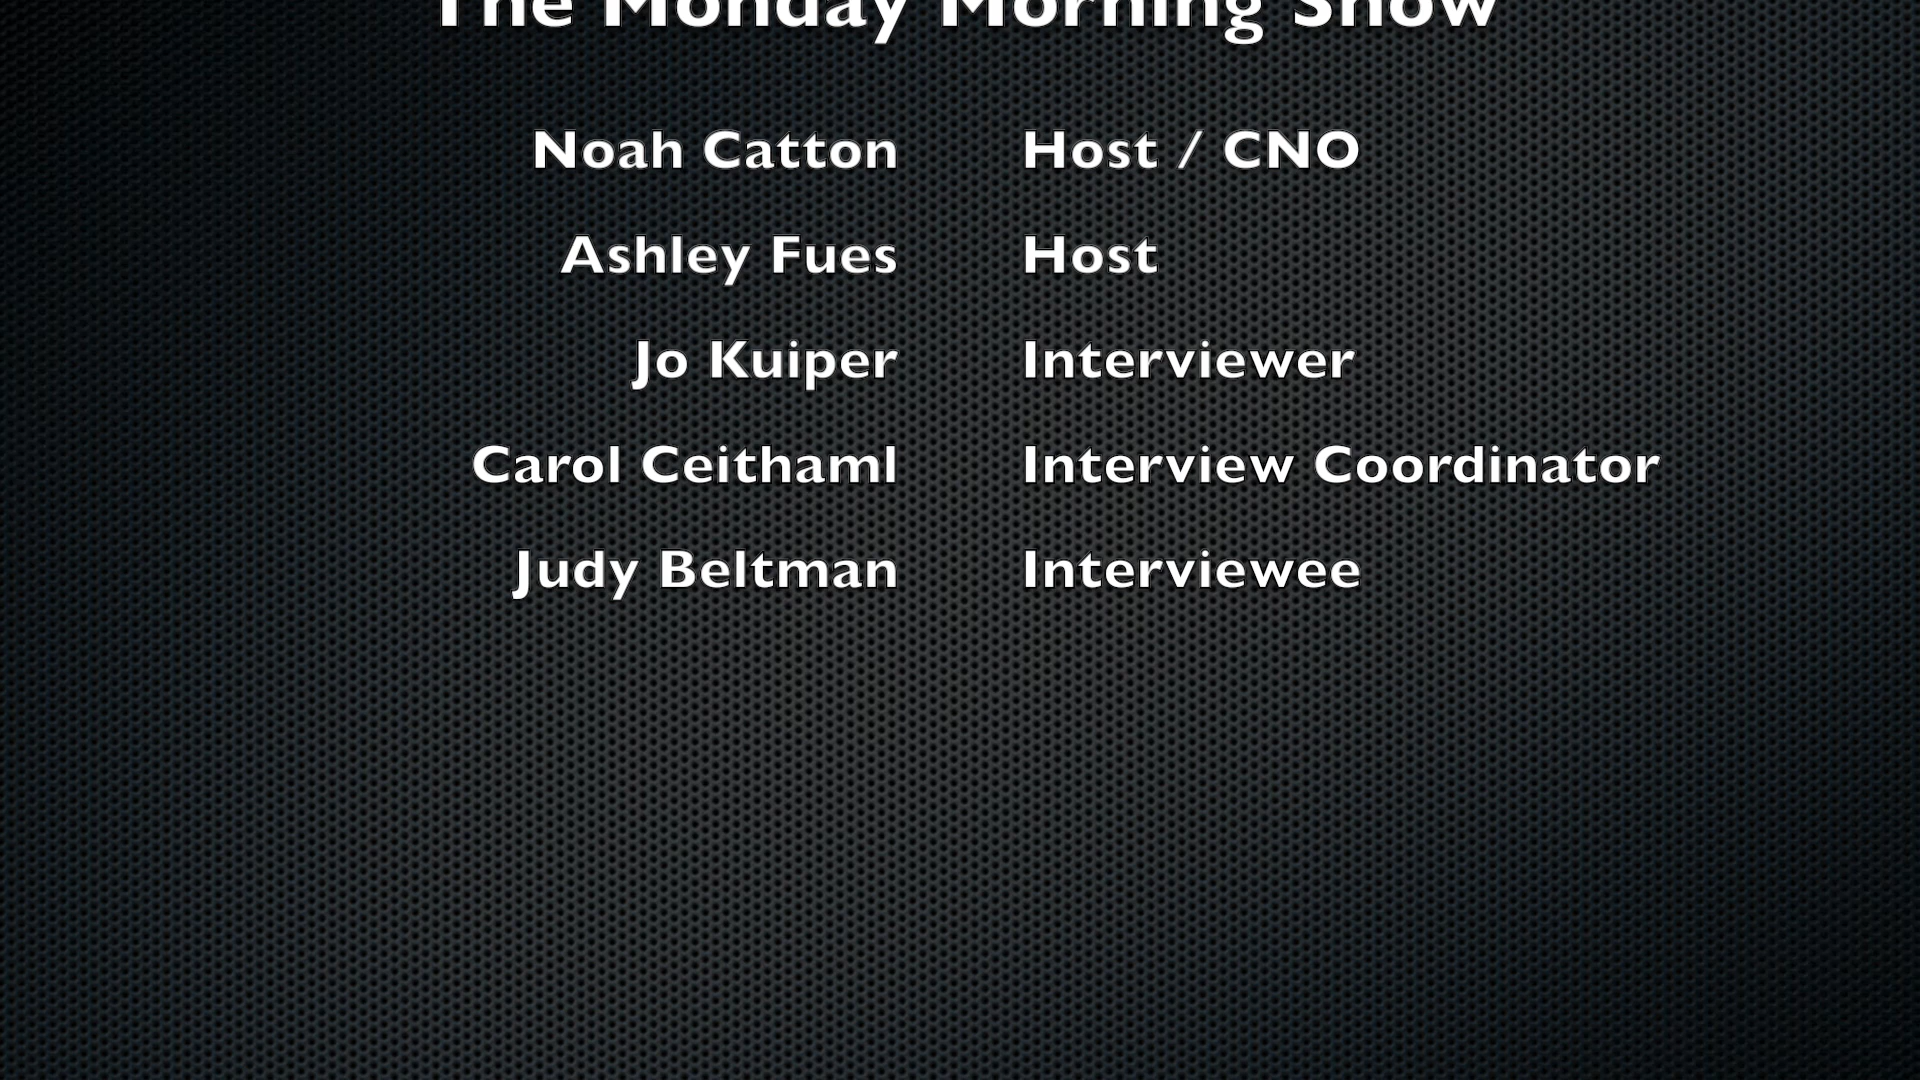 The Monday Morning Show
Noah Catton Host / CNO
Ashley Fues Host
Jo Kuiper Interviewer
Carol Ceithaml Interview Coordinator
Judy Beltman Interviewee